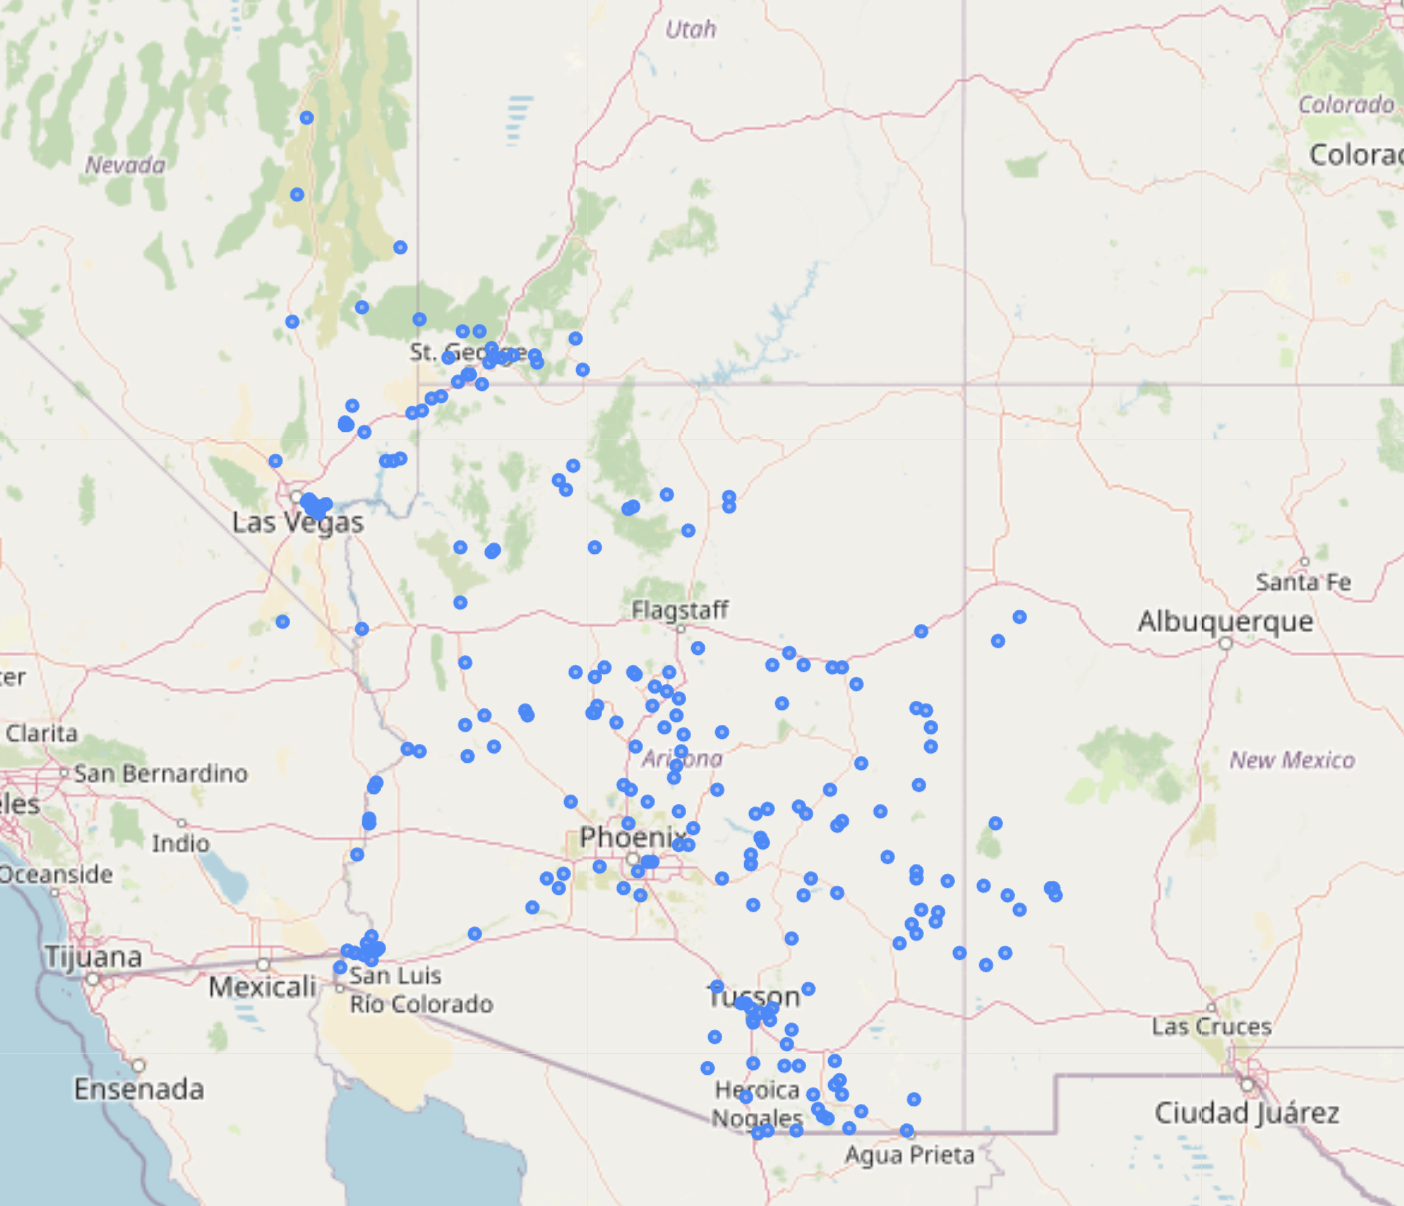 Utah
Colorado
Colorad
Nevada
St. George
Las Vegas
Santa Fe
Flagstaff
Albuquerque
ter
Clarita
San Bernardino
Arizona
New Mexico
eles
Phoenix
Indio
Oceanside
Tijuana
Mexicali
San Luis
Río Colorado
Tucson
Las Cruces
Ensenada
Heroica
Nogales
Ciudad Juárez
Agua Prieta